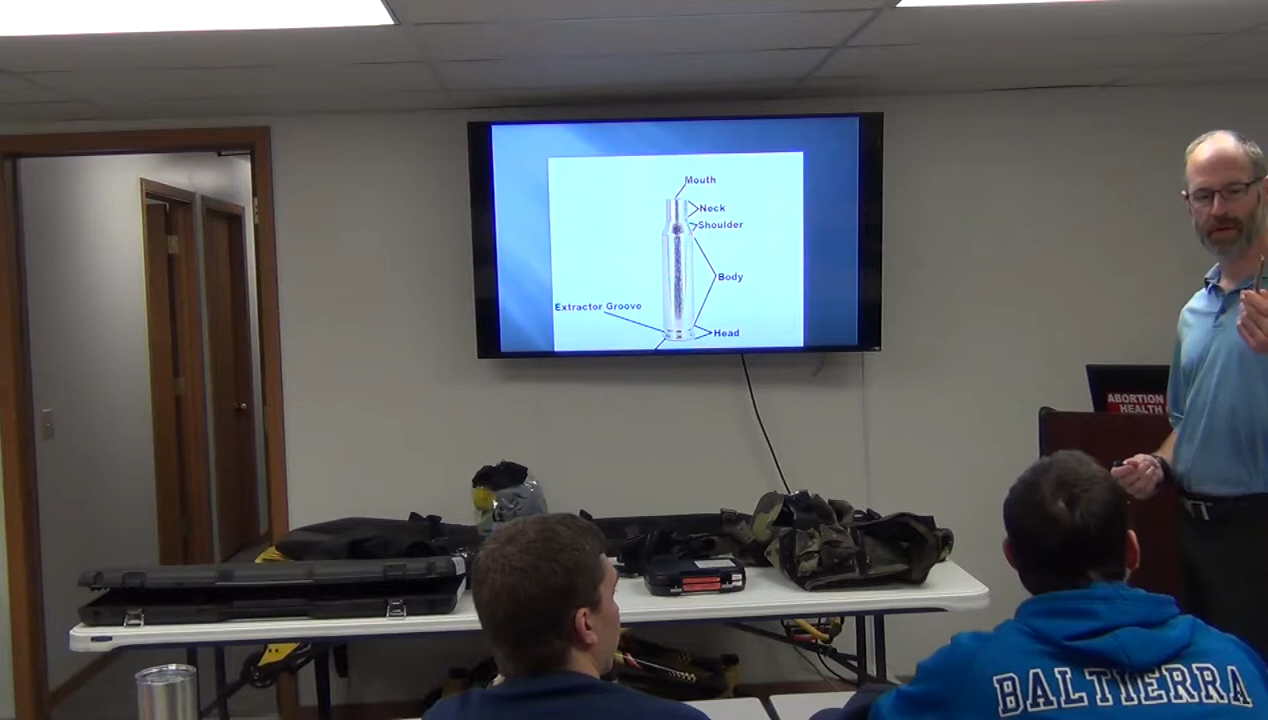 Mouth
Neck
Shoulder
Body
Extractor Groove
Head
ABORTION
HEALTH
BALTIERRA